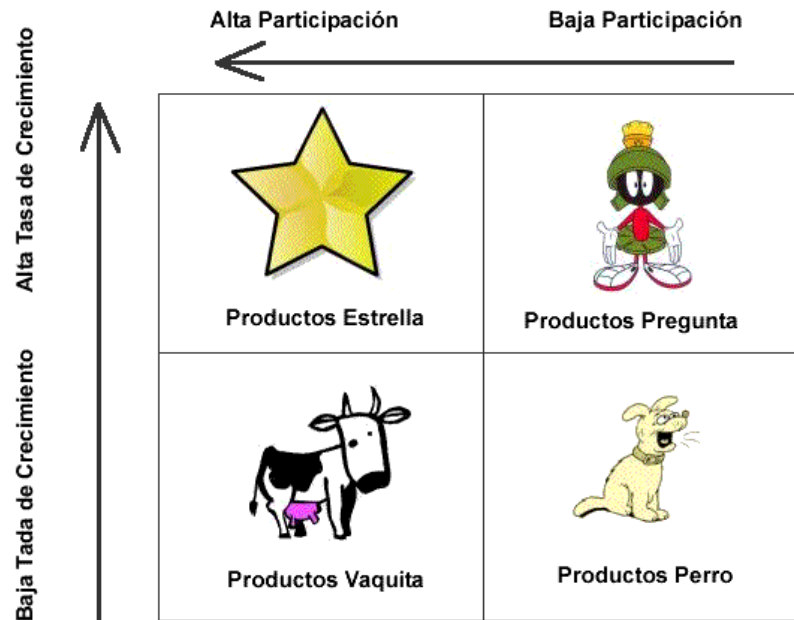 Alta Participación
Baja Participación
Alta Tasa de Crecimiento
Productos Estrella
Productos Pregunta
Baja Tada de Crecimiento
Productos Vaquita
Productos Perro